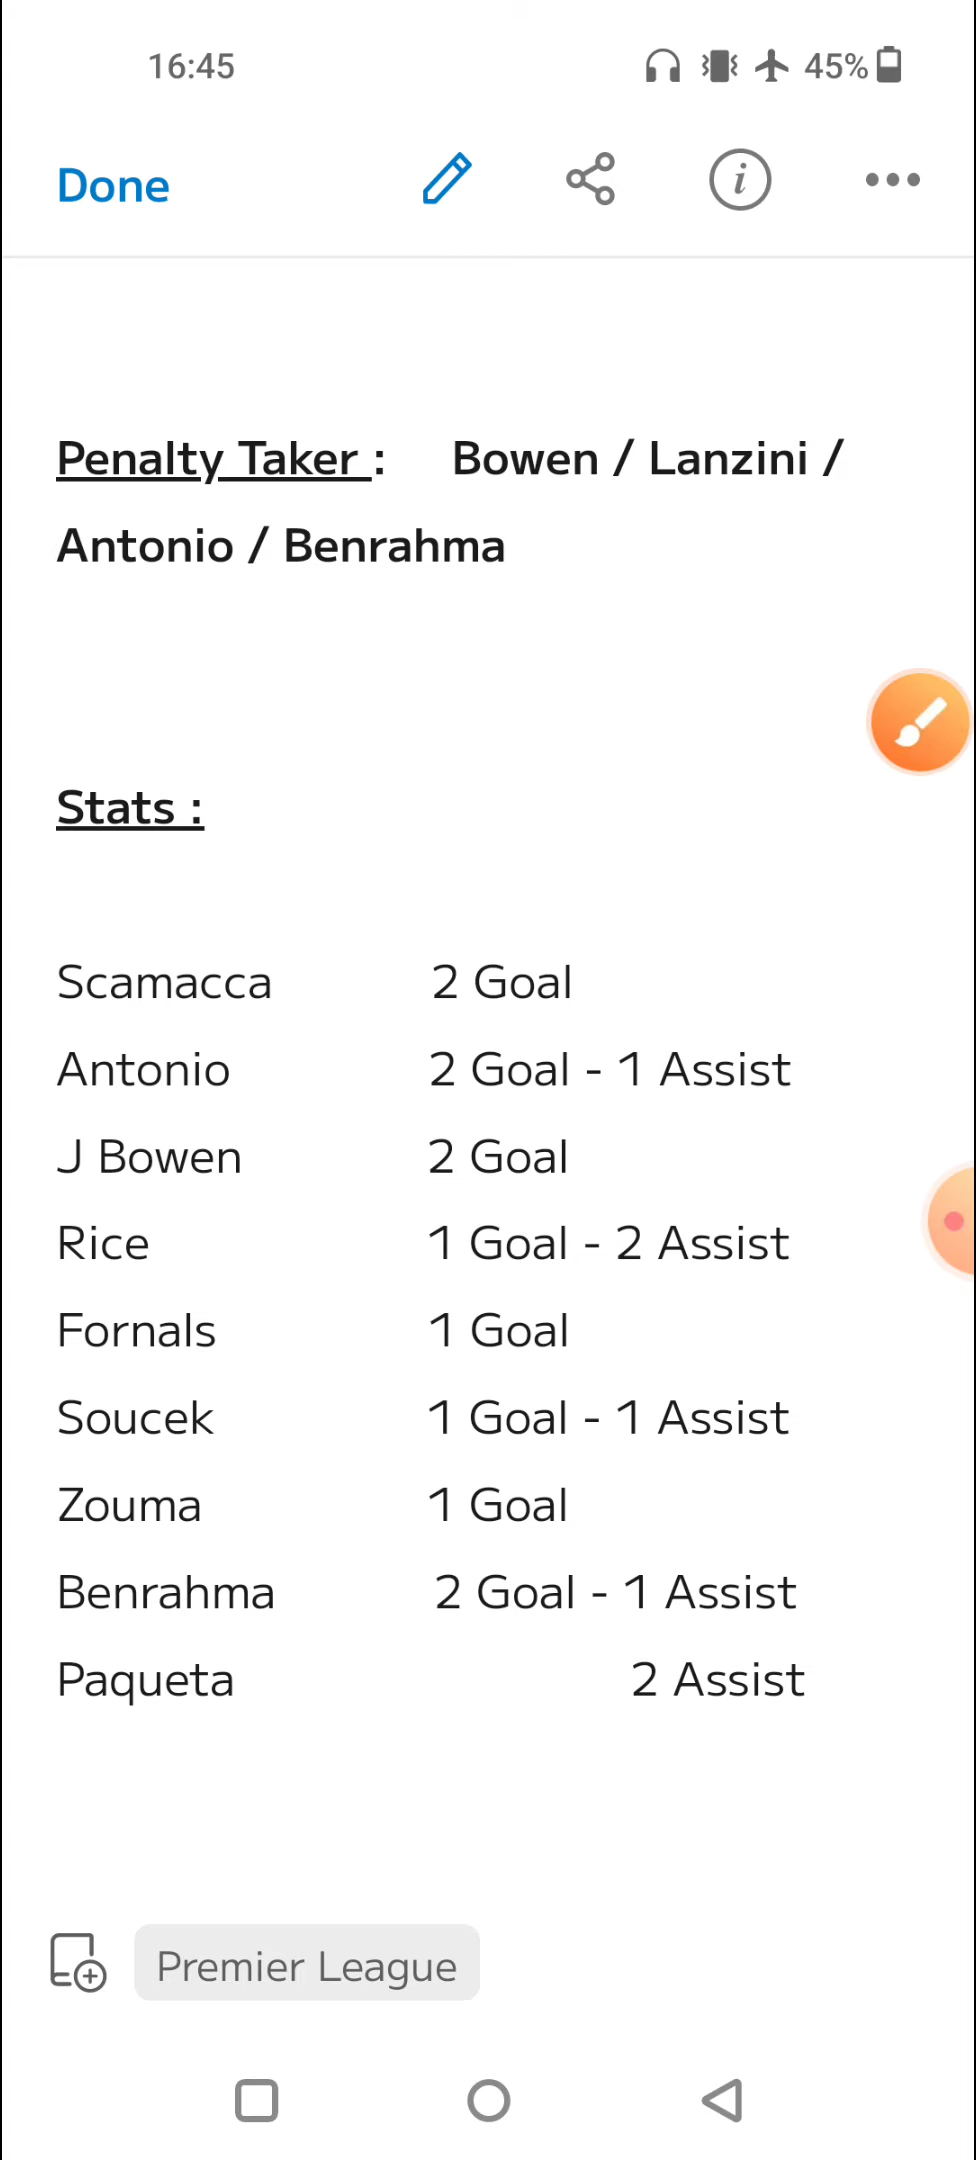 16:45 45%
Done
Penalty Taker : Bowen / Lanzini /
Antonio / Benrahma
Stats :
Scamacca 2 Goal
Antonio 2 Goal - 1 Assist
J Bowen 2 Goal
Rice 1 Goal - 2 Assist
Fornals 1 Goal
Soucek 1 Goal - 1 Assist
Zouma 1 Goal
Benrahma 2 Goal - 1 Assist
Paqueta 2 Assist
Premier League